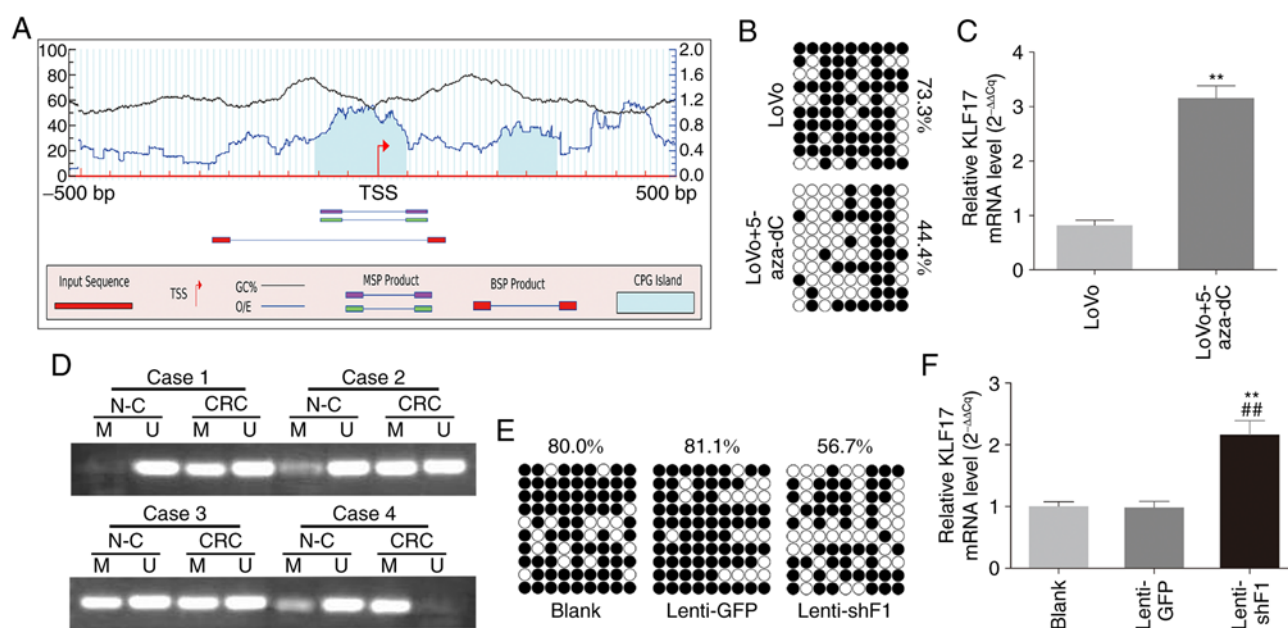 A
100
80
60
40
20
0
2.0
1.6
1.2
0.8
0.4
0.0
−500 bp
TSS
500 bp
Input Sequence
TSS
GC%
O/E
MSP Product
BSP Product
CPG Island
B
LoVo
73.3%
LoVo+5-
aza-dC
44.4%
C
Relative KLF17
mRNA level (2−ΔΔCq)
4
3
2
1
0
**
LoVo
LoVo+5-
aza-dC
D
Case 1
Case 2
N-C
CRC
N-C
CRC
M U M U M U M U
Case 3
Case 4
N-C
CRC
N-C
CRC
M U M U M U M U
E
80.0%
81.1%
56.7%
Blank
Lenti-GFP
Lenti-shF1
F
Relative KLF17
mRNA level (2−ΔΔCq)
3
2
1
0
**
##
Blank
Lenti-
GFP
Lenti-
shF1